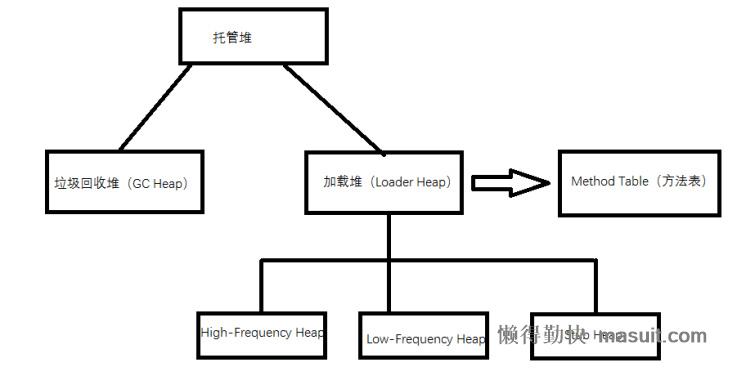 托管堆
垃圾回收堆（GC Heap）
加载堆（Loader Heap）
Method Table（方法表）
High-Frequency Heap
Low-Frequency Heap
Stub Heap
懒得勤快 masuit.com